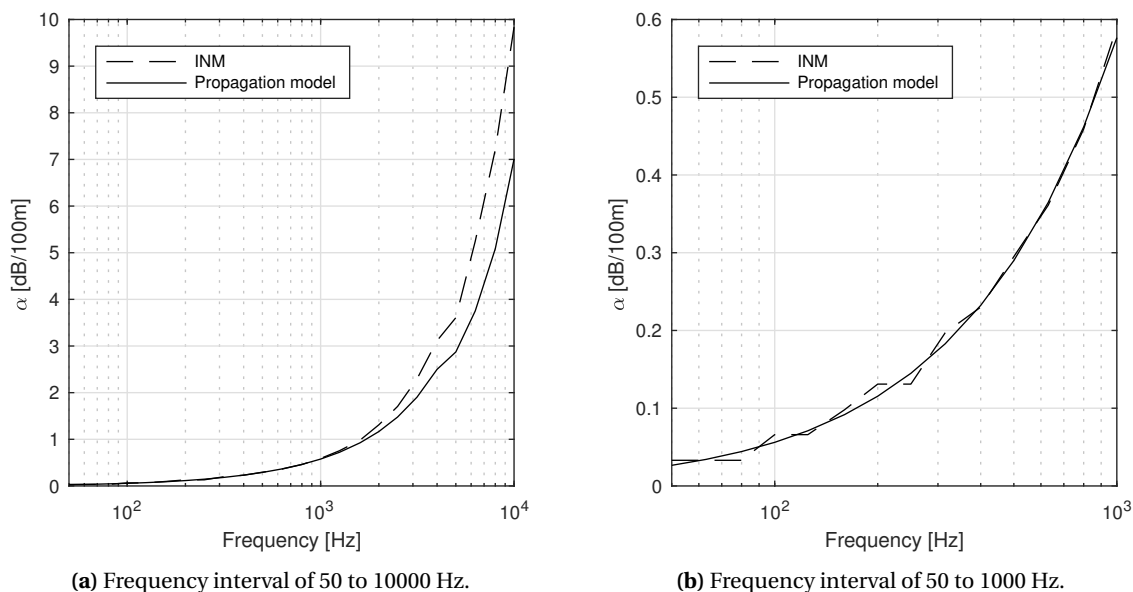 10
9
8
7
6
5
4
3
2
1
0
α [dB/100m]
INM
Propagation model
10²
10³
10⁴
Frequency [Hz]
(a) Frequency interval of 50 to 10000 Hz.
0.6
0.5
0.4
0.3
0.2
0.1
0
α [dB/100m]
INM
Propagation model
10²
10³
Frequency [Hz]
(b) Frequency interval of 50 to 1000 Hz.